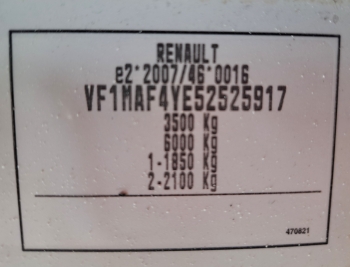 RENAULT
e2*2007/46*0016
VF1MAF4YE52525917
3500 Kg
6000 Kg
1-1850 Kg
2-2100 Kg
470821